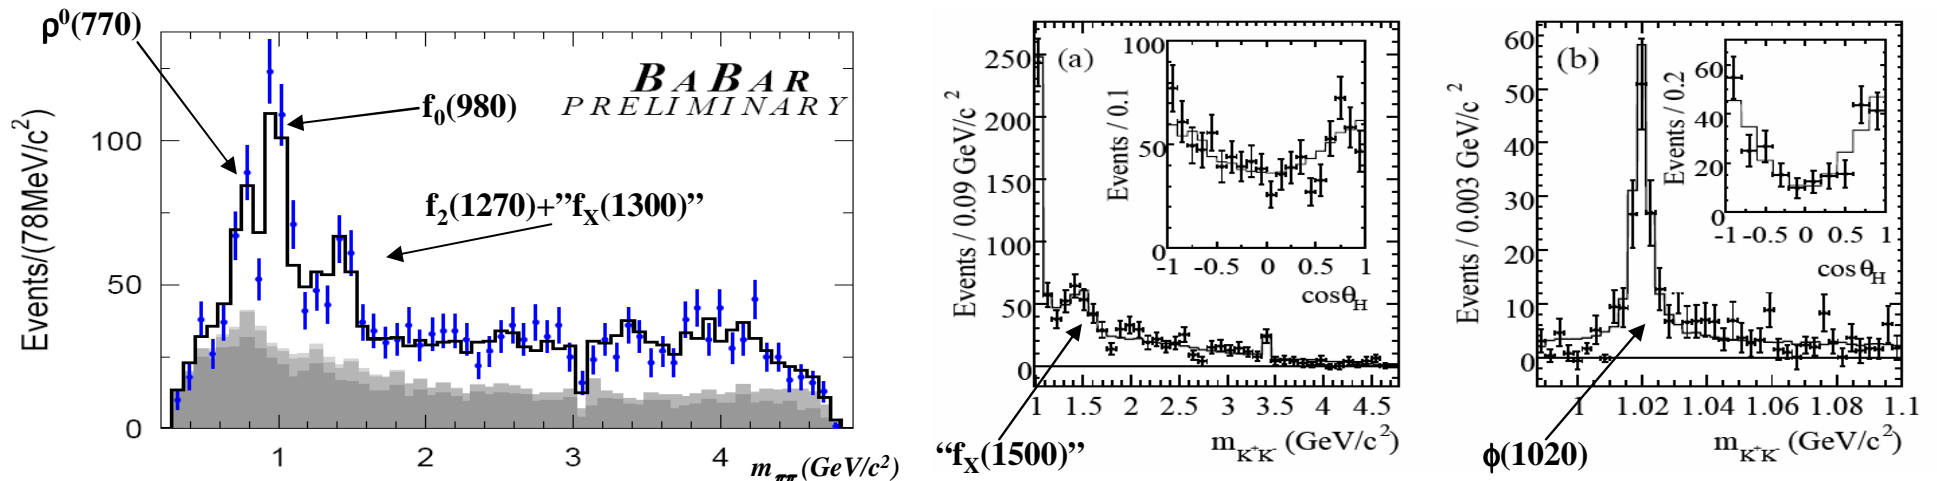 ρ⁰(770)
BABAR
PRELIMINARY
f₀(980)
f₂(1270)+”f_X(1300)”
Events/(78MeV/c²)
100
50
0
1
2
3
4
m_ππ (GeV/c²)
(a)
Events / 0.09 GeV/c²
250
200
150
100
50
0
1
1.5
2
2.5
3
3.5
4
4.5
m_K⁺K⁻ (GeV/c²)
Events / 0.1
100
50
0
-1
-0.5
0
0.5
1
cosθ_H
“f_X(1500)”
(b)
Events / 0.003 GeV/c²
60
50
40
30
20
10
0
1
1.02
1.04
1.06
1.08
1.1
m_K⁺K⁻ (GeV/c²)
Events / 0.2
60
40
20
0
-1
-0.5
0
0.5
1
cosθ_H
ϕ(1020)